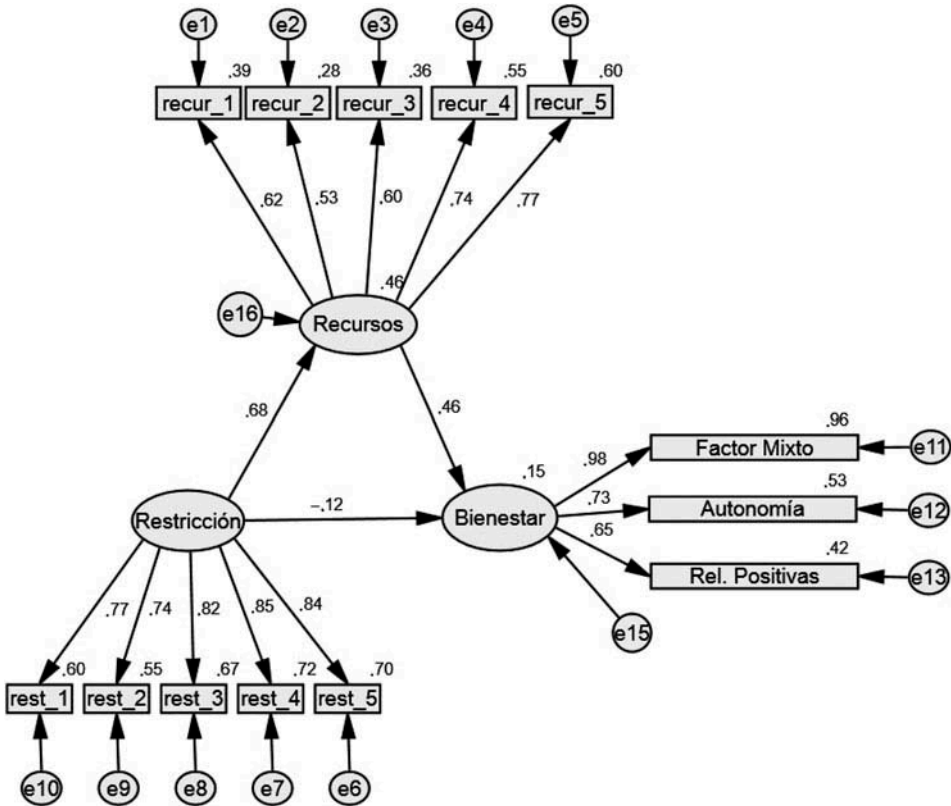 e1 e2 e3 e4 e5
.39 .28 .36 .55 .60
recur_1 recur_2 recur_3 recur_4 recur_5
.62 .53 .60 .74 .77
.46
e16 Recursos
.68 .46
.96
Factor Mixto e11
.15 .98
.53
Restricción –.12 Bienestar .73 Autonomía e12
.65
.42
Rel. Positivas e13
.77 .74 .82 .85 .84
e15
.60 .55 .67 .72 .70
rest_1 rest_2 rest_3 rest_4 rest_5
e10 e9 e8 e7 e6